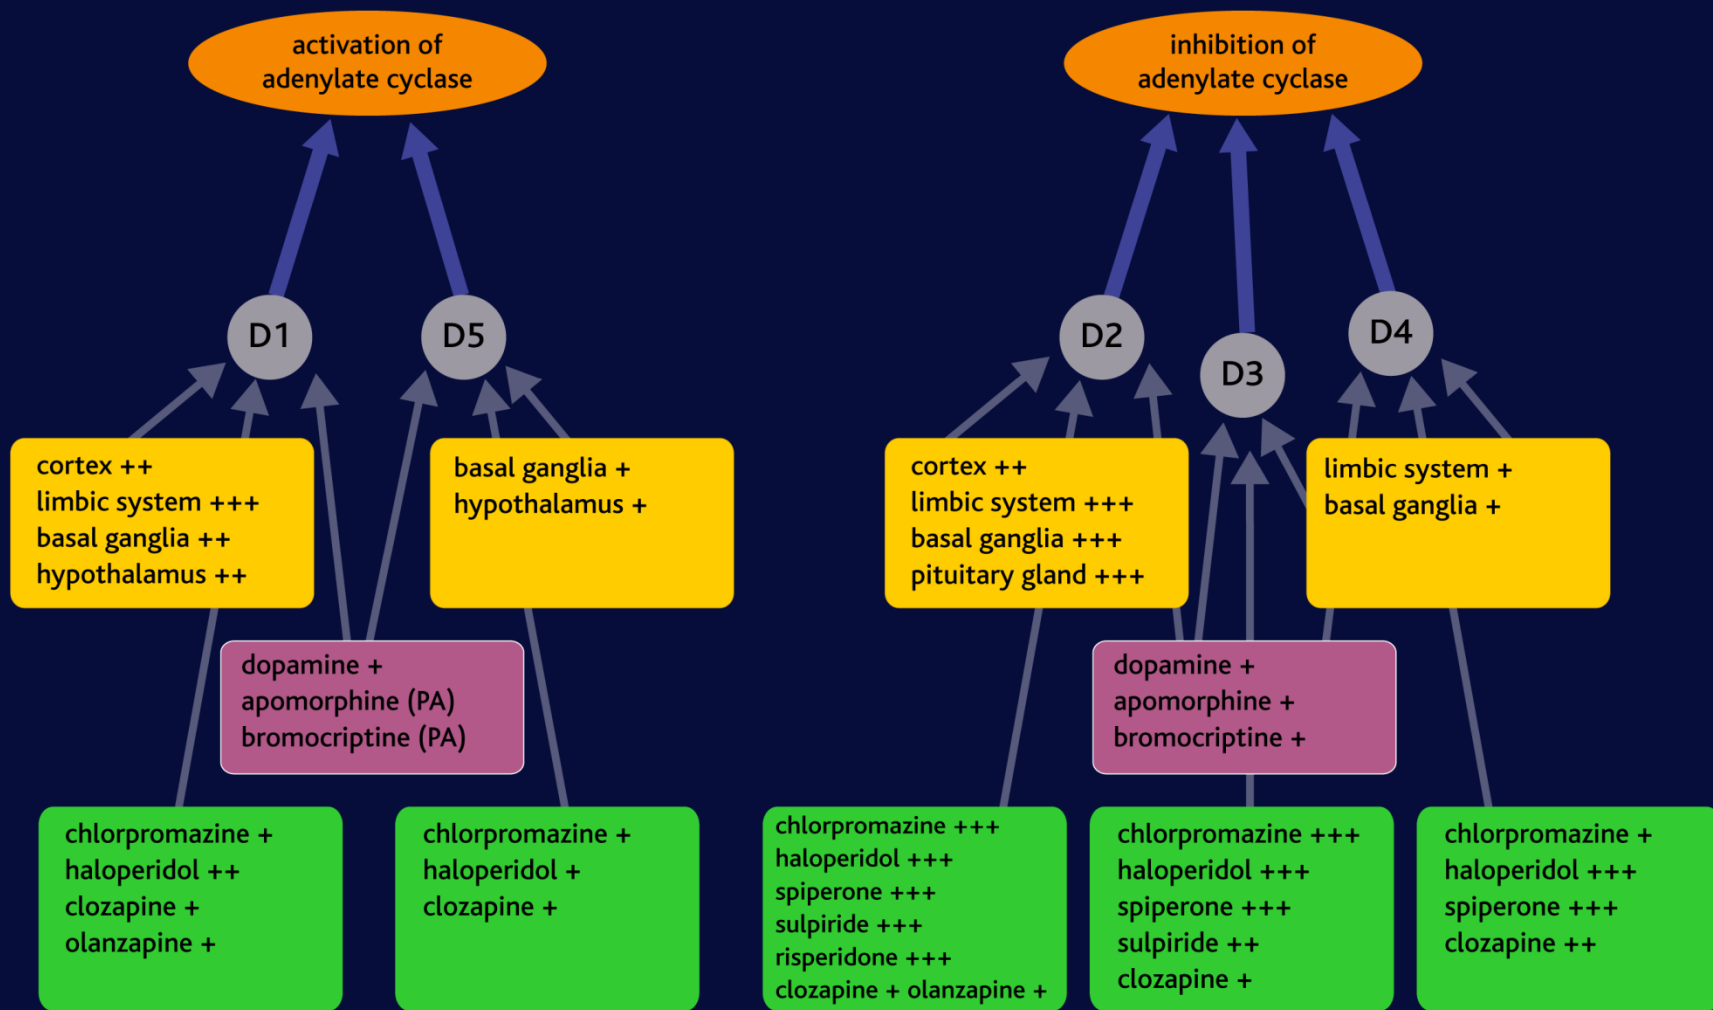 activation of
adenylate cyclase
inhibition of
adenylate cyclase
D1
D5
D2
D3
D4
cortex ++
limbic system +++
basal ganglia ++
hypothalamus ++
basal ganglia +
hypothalamus +
cortex ++
limbic system +++
basal ganglia +++
pituitary gland +++
limbic system +
basal ganglia +
dopamine +
apomorphine (PA)
bromocriptine (PA)
dopamine +
apomorphine +
bromocriptine +
chlorpromazine +
haloperidol ++
clozapine +
olanzapine +
chlorpromazine +
haloperidol +
clozapine +
chlorpromazine +++
haloperidol +++
spiperone +++
sulpiride +++
risperidone +++
clozapine + olanzapine +
chlorpromazine +++
haloperidol +++
spiperone +++
sulpiride ++
clozapine +
chlorpromazine +
haloperidol +++
spiperone +++
clozapine ++